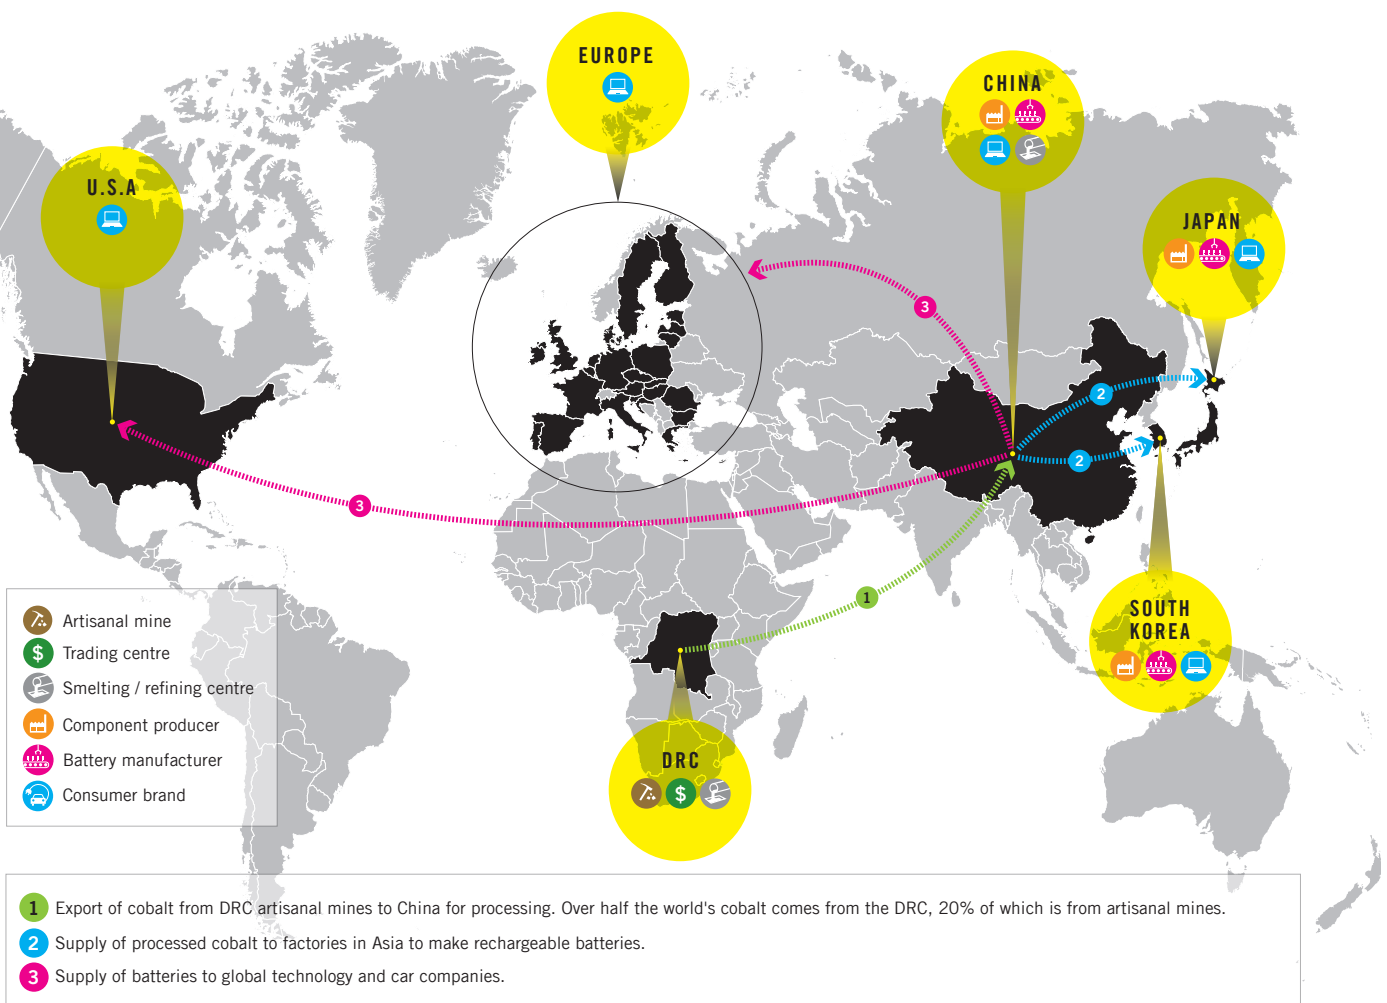 EUROPE
CHINA
U.S.A
JAPAN
3
2
2
3
1
SOUTH
KOREA
DRC
$
Artisanal mine
$ Trading centre
Smelting / refining centre
Component producer
Battery manufacturer
Consumer brand
1 Export of cobalt from DRC artisanal mines to China for processing. Over half the world's cobalt comes from the DRC, 20% of which is from artisanal mines.
2 Supply of processed cobalt to factories in Asia to make rechargeable batteries.
3 Supply of batteries to global technology and car companies.